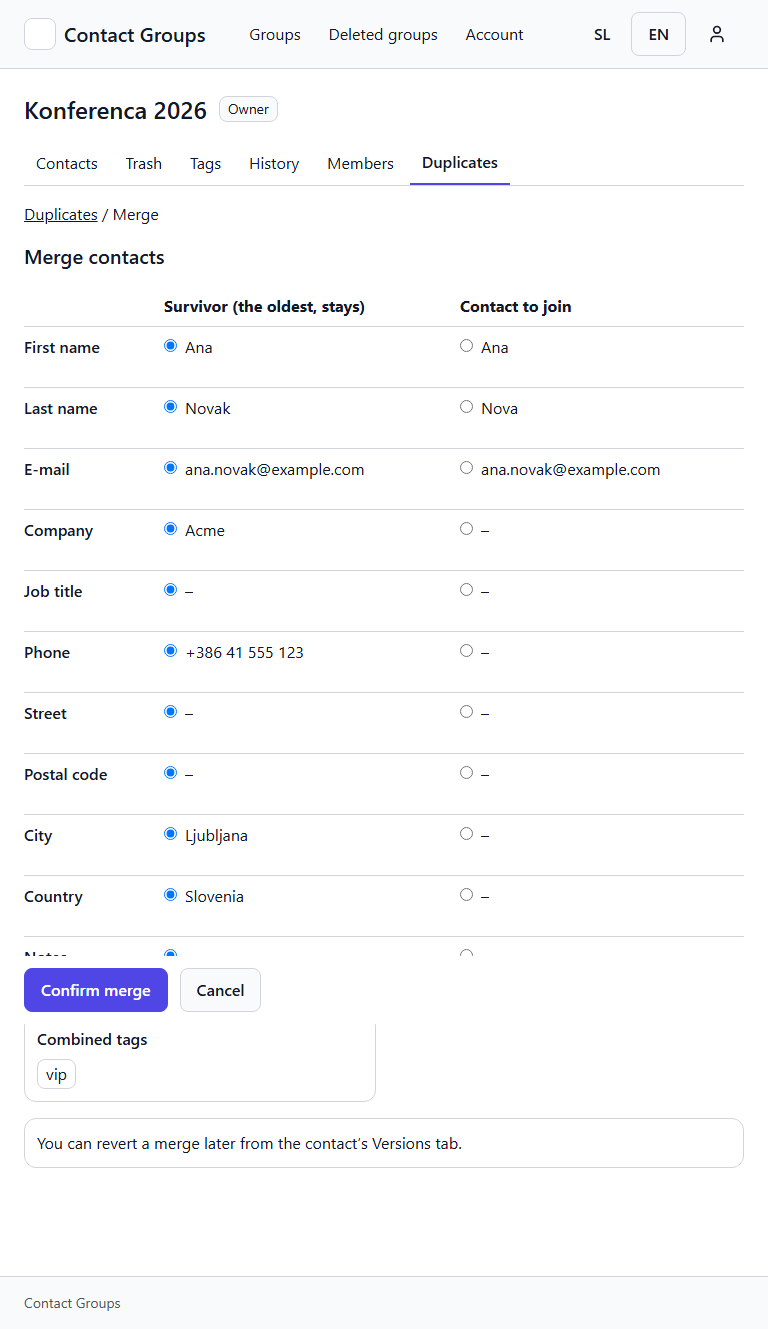 Contact Groups Groups Deleted groups Account SL EN
Konferenca 2026 Owner
Contacts Trash Tags History Members Duplicates
Duplicates / Merge
Merge contacts
Survivor (the oldest, stays) Contact to join
First name Ana Ana
Last name Novak Nova
E-mail ana.novak@example.com ana.novak@example.com
Company Acme –
Job title – –
Phone +386 41 555 123 –
Street – –
Postal code – –
City Ljubljana –
Country Slovenia –
Confirm merge Cancel
Combined tags
vip
You can revert a merge later from the contact’s Versions tab.
Contact Groups